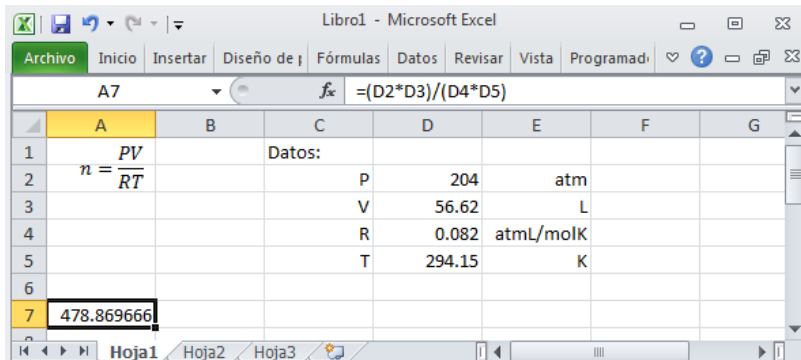 Libro1 - Microsoft Excel
Archivo Inicio Insertar Diseño de p Fórmulas Datos Revisar Vista Programad
A7 fx =(D2*D3)/(D4*D5)
A B C D E F G
1 Datos:
n = PV/RT
2 P 204 atm
3 V 56.62 L
4 R 0.082 atmL/molK
5 T 294.15 K
6
7 478.869666
Hoja1 Hoja2 Hoja3